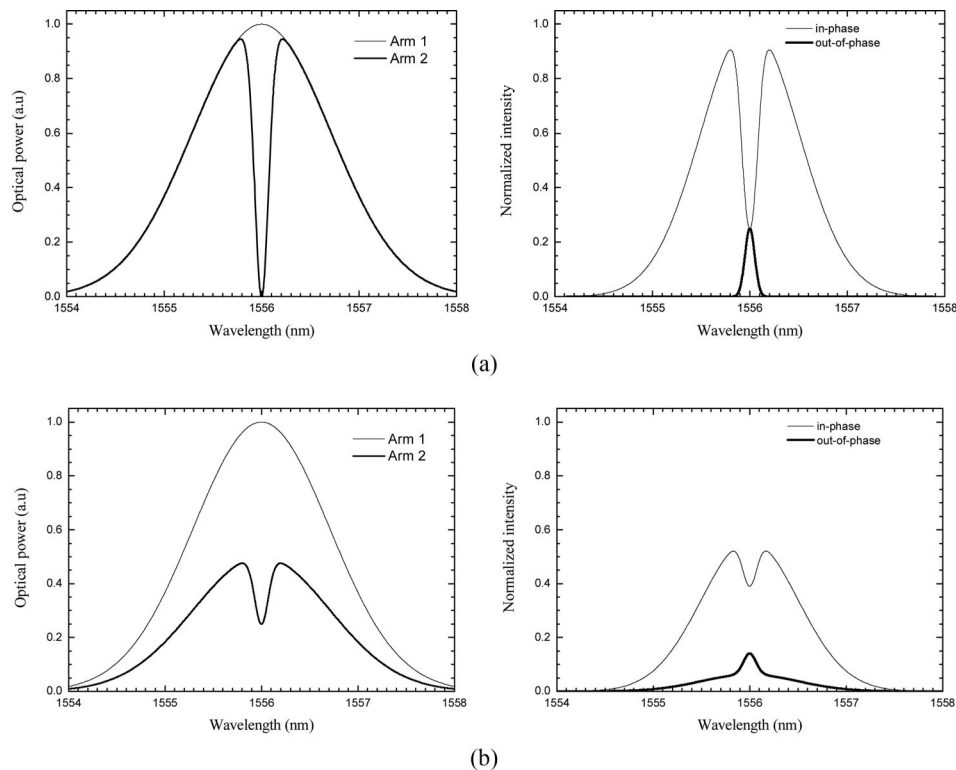 1.0
0.8
0.6
0.4
0.2
0.0
Optical power (a.u)
Arm 1
Arm 2
1554 1555 1556 1557 1558
Wavelength (nm)
1.0
0.8
0.6
0.4
0.2
0.0
Normalized intensity
in-phase
out-of-phase
1554 1555 1556 1557 1558
Wavelength (nm)
(a)
1.0
0.8
0.6
0.4
0.2
0.0
Optical power (a.u)
Arm 1
Arm 2
1554 1555 1556 1557 1558
Wavelength (nm)
1.0
0.8
0.6
0.4
0.2
0.0
Normalized intensity
in-phase
out-of-phase
1554 1555 1556 1557 1558
Wavelength (nm)
(b)